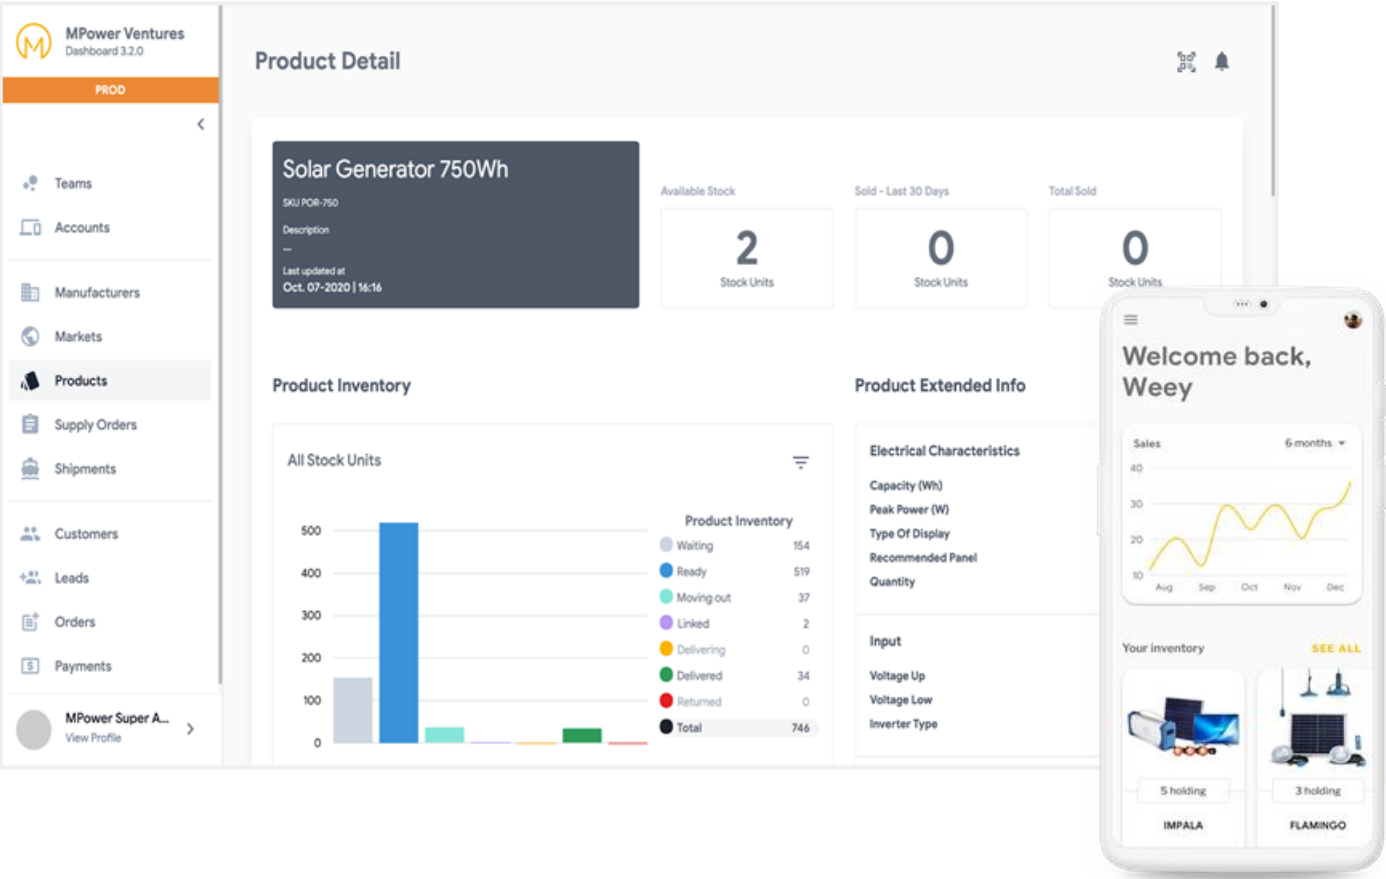 MPower Ventures
Dashboard 3.2.0
PROD
Teams
Accounts
Manufacturers
Markets
Products
Supply Orders
Shipments
Customers
Leads
Orders
Payments
MPower Super A...
View Profile
Product Detail
Solar Generator 750Wh
SKU POR-750
Description
---
Last updated at
Oct. 07-2020 | 16:16
Available Stock
2
Stock Units
Sold - Last 30 Days
0
Stock Units
Total Sold
0
Stock Units
Product Inventory
All Stock Units
500
400
300
200
100
0
Product Inventory
Waiting 154
Ready 519
Moving out 37
Linked 2
Delivering 0
Delivered 34
Returned 0
Total 746
Product Extended Info
Electrical Characteristics
Capacity (Wh)
Peak Power (W)
Type Of Display
Recommended Panel
Quantity
Input
Voltage Up
Voltage Low
Inverter Type
Welcome back,
Weey
Sales 6 months
40
30
20
10
Aug Sep Oct Nov Dec
Your inventory SEE ALL
5 holding
IMPALA
3 holding
FLAMINGO